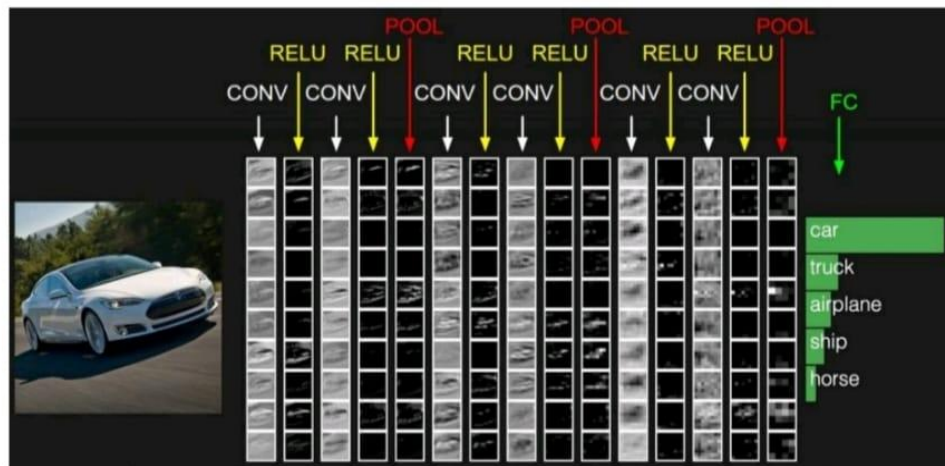 POOL POOL POOL
RELU RELU RELU RELU RELU RELU
CONV CONV CONV CONV CONV CONV FC
car
truck
airplane
ship
horse